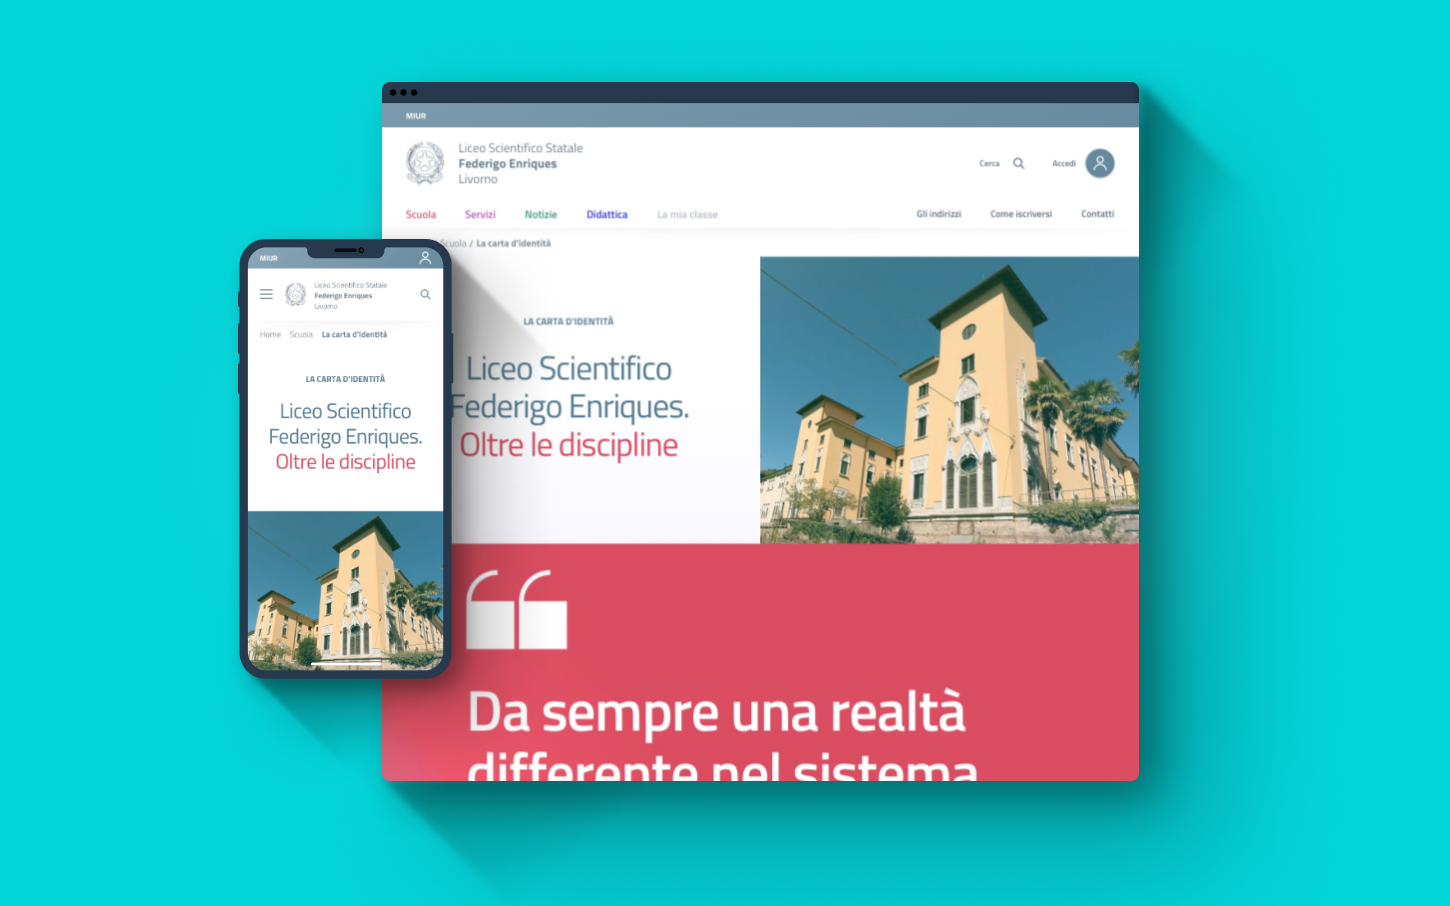 MIUR
Liceo Scientifico Statale
Federigo Enriques
Livorno
Cerca
Accedi
Scuola
Servizi
Notizie
Didattica
La mia classe
Gli indirizzi
Come iscriversi
Contatti
Scuola / La carta d'identità
LA CARTA D'IDENTITÀ
Liceo Scientifico
Federigo Enriques.
Oltre le discipline
Da sempre una realtà
differente nel sistema
MIUR
Liceo Scientifico Statale
Federigo Enriques
Livorno
Home Scuola La carta d'identità
LA CARTA D'IDENTITÀ
Liceo Scientifico
Federigo Enriques.
Oltre le discipline